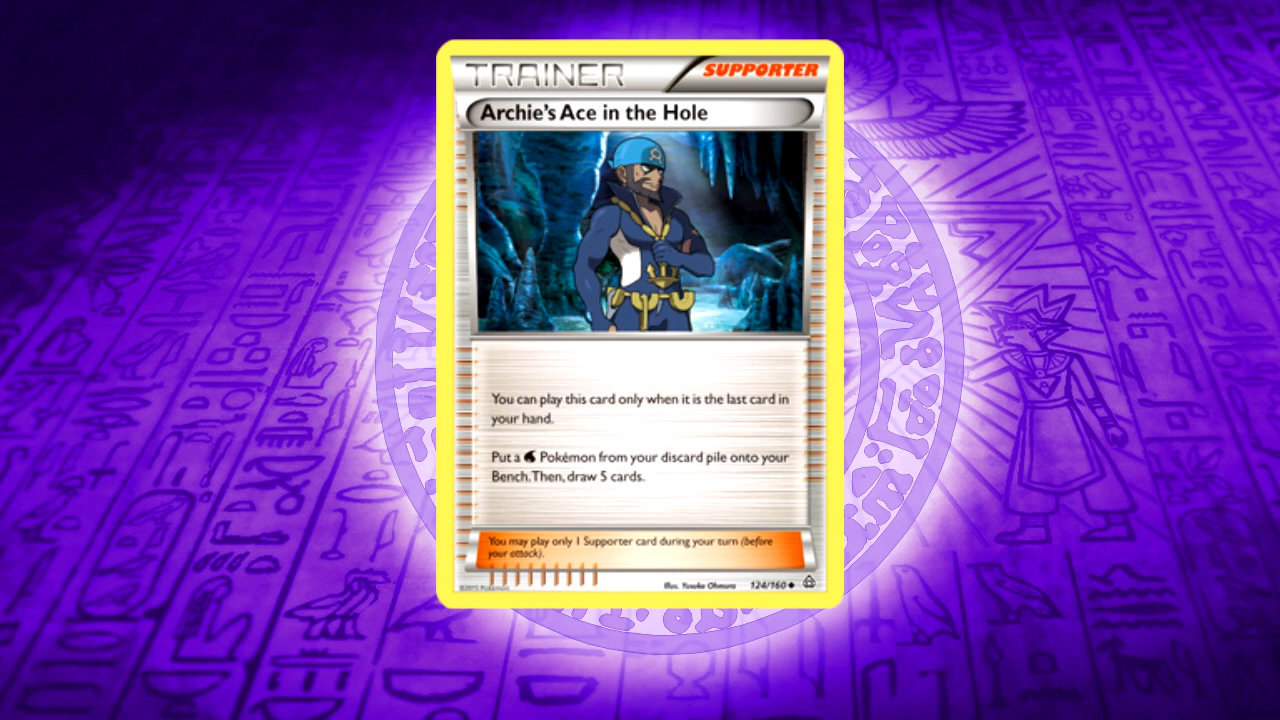 TRAINER
SUPPORTER
Archie's Ace in the Hole
You can play this card only when it is the last card in
your hand.
Put a Pokémon from your discard pile onto your
Bench. Then, draw 5 cards.
You may play only 1 Supporter card during your turn (before
your attack).
©2015 Pokémon
Illus. Yusuke Ohmura
124/160